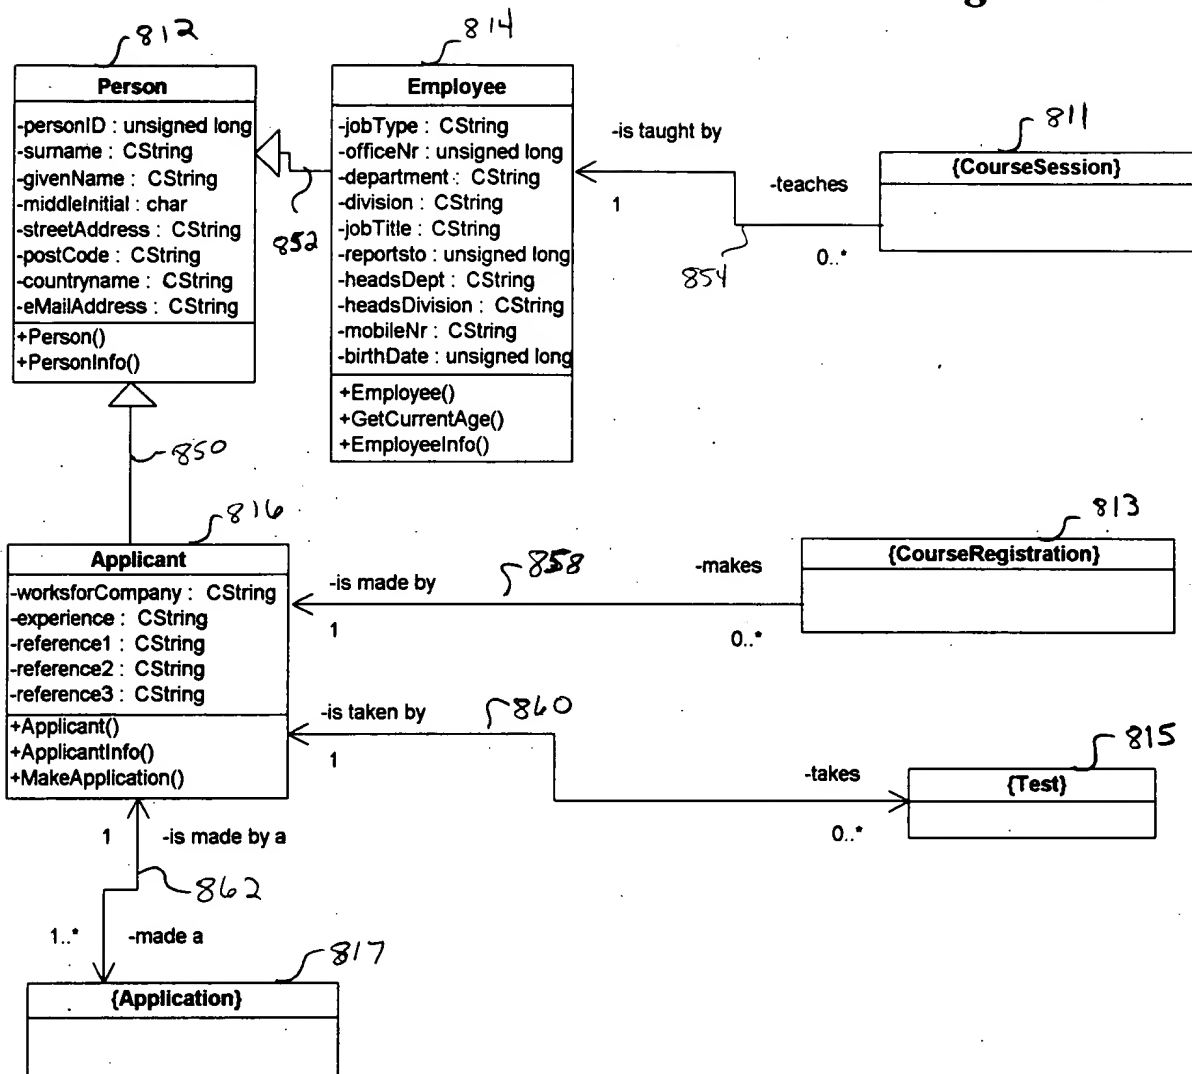 812
Person
-personID : unsigned long
-surname : CString
-givenName : CString
-middleInitial : char
-streetAddress : CString
-postCode : CString
-countryname : CString
-eMailAddress : CString
+Person()
+PersonInfo()
852
814
Employee
-jobType : CString
-officeNr : unsigned long
-department : CString
-division : CString
-jobTitle : CString
-reportsto : unsigned long
-headsDept : CString
-headsDivision : CString
-mobileNr : CString
-birthDate : unsigned long
+Employee()
+GetCurrentAge()
+EmployeeInfo()
-is taught by
1
-teaches
0..*
854
811
{CourseSession}
850
816
Applicant
-worksforCompany : CString
-experience : CString
-reference1 : CString
-reference2 : CString
-reference3 : CString
+Applicant()
+ApplicantInfo()
+MakeApplication()
-is made by
1
858
-makes
0..*
813
{CourseRegistration}
-is taken by
1
860
-takes
0..*
815
{Test}
1
-is made by a
862
1..*
-made a
817
{Application}